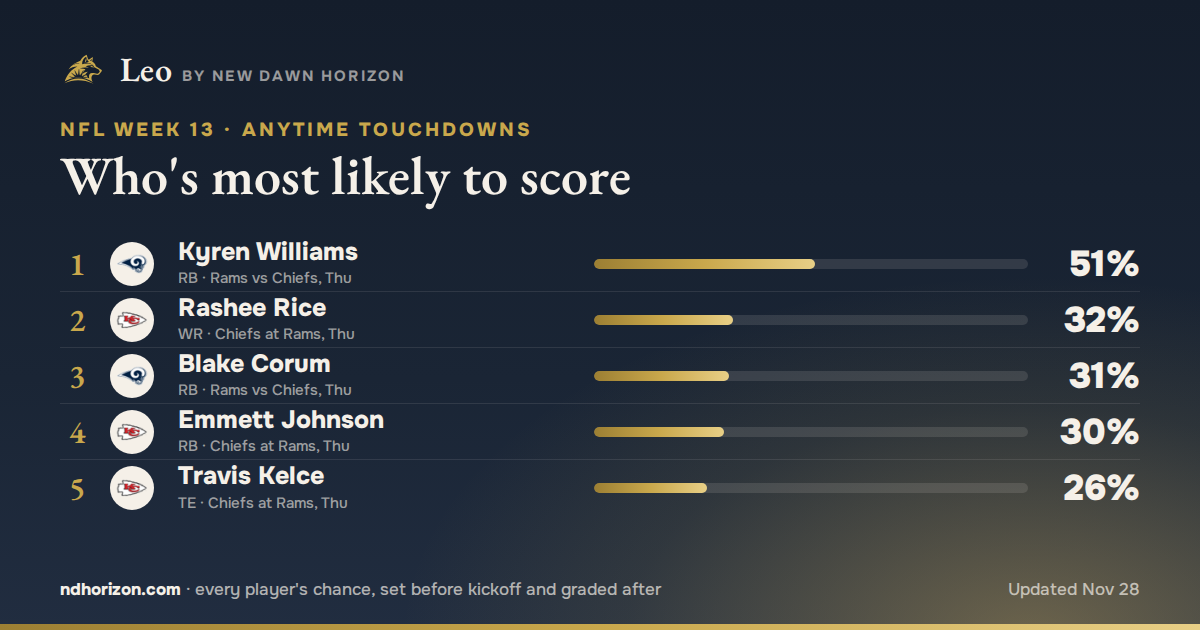 Leo BY NEW DAWN HORIZON
NFL WEEK 13 · ANYTIME TOUCHDOWNS
Who's most likely to score
1 Kyren Williams 51%
RB · Rams vs Chiefs, Thu
2 Rashee Rice 32%
WR · Chiefs at Rams, Thu
3 Blake Corum 31%
RB · Rams vs Chiefs, Thu
4 Emmett Johnson 30%
RB · Chiefs at Rams, Thu
5 Travis Kelce 26%
TE · Chiefs at Rams, Thu
ndhorizon.com · every player's chance, set before kickoff and graded after Updated Nov 28